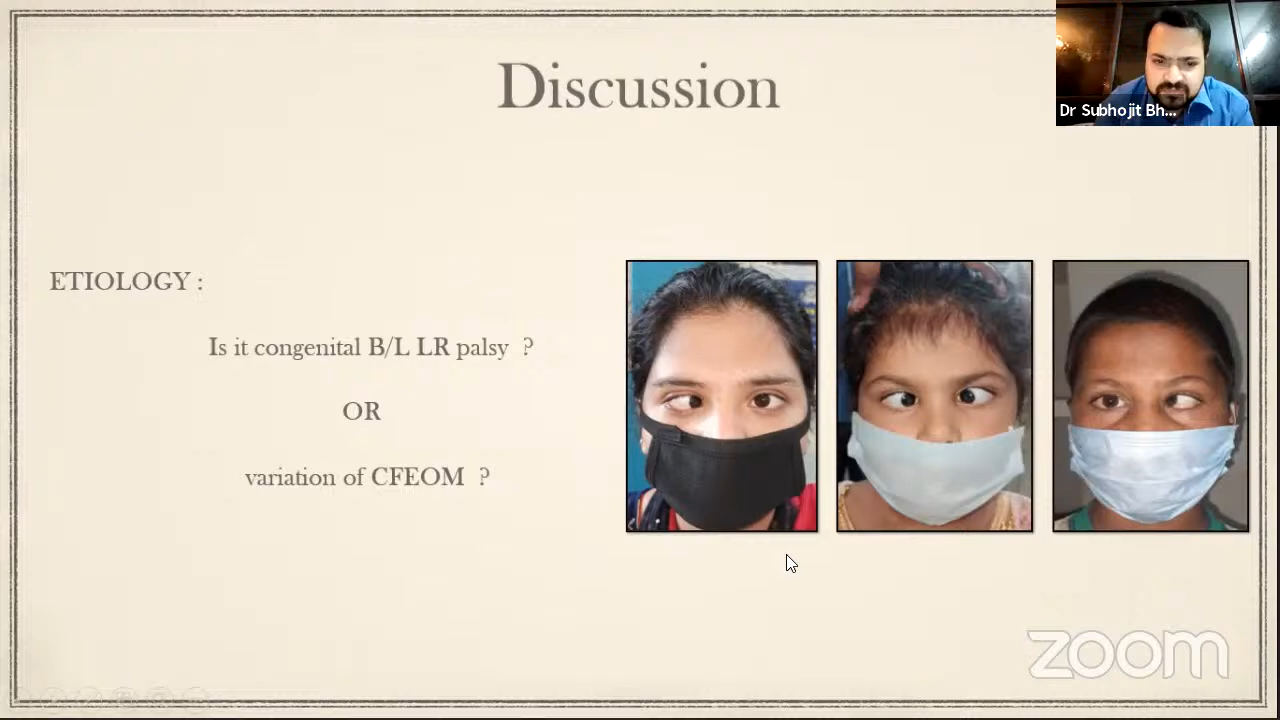 Discussion
Dr Subhojit Bh...
ETIOLOGY :
Is it congenital B/L LR palsy ?
OR
variation of CFEOM ?
zoom